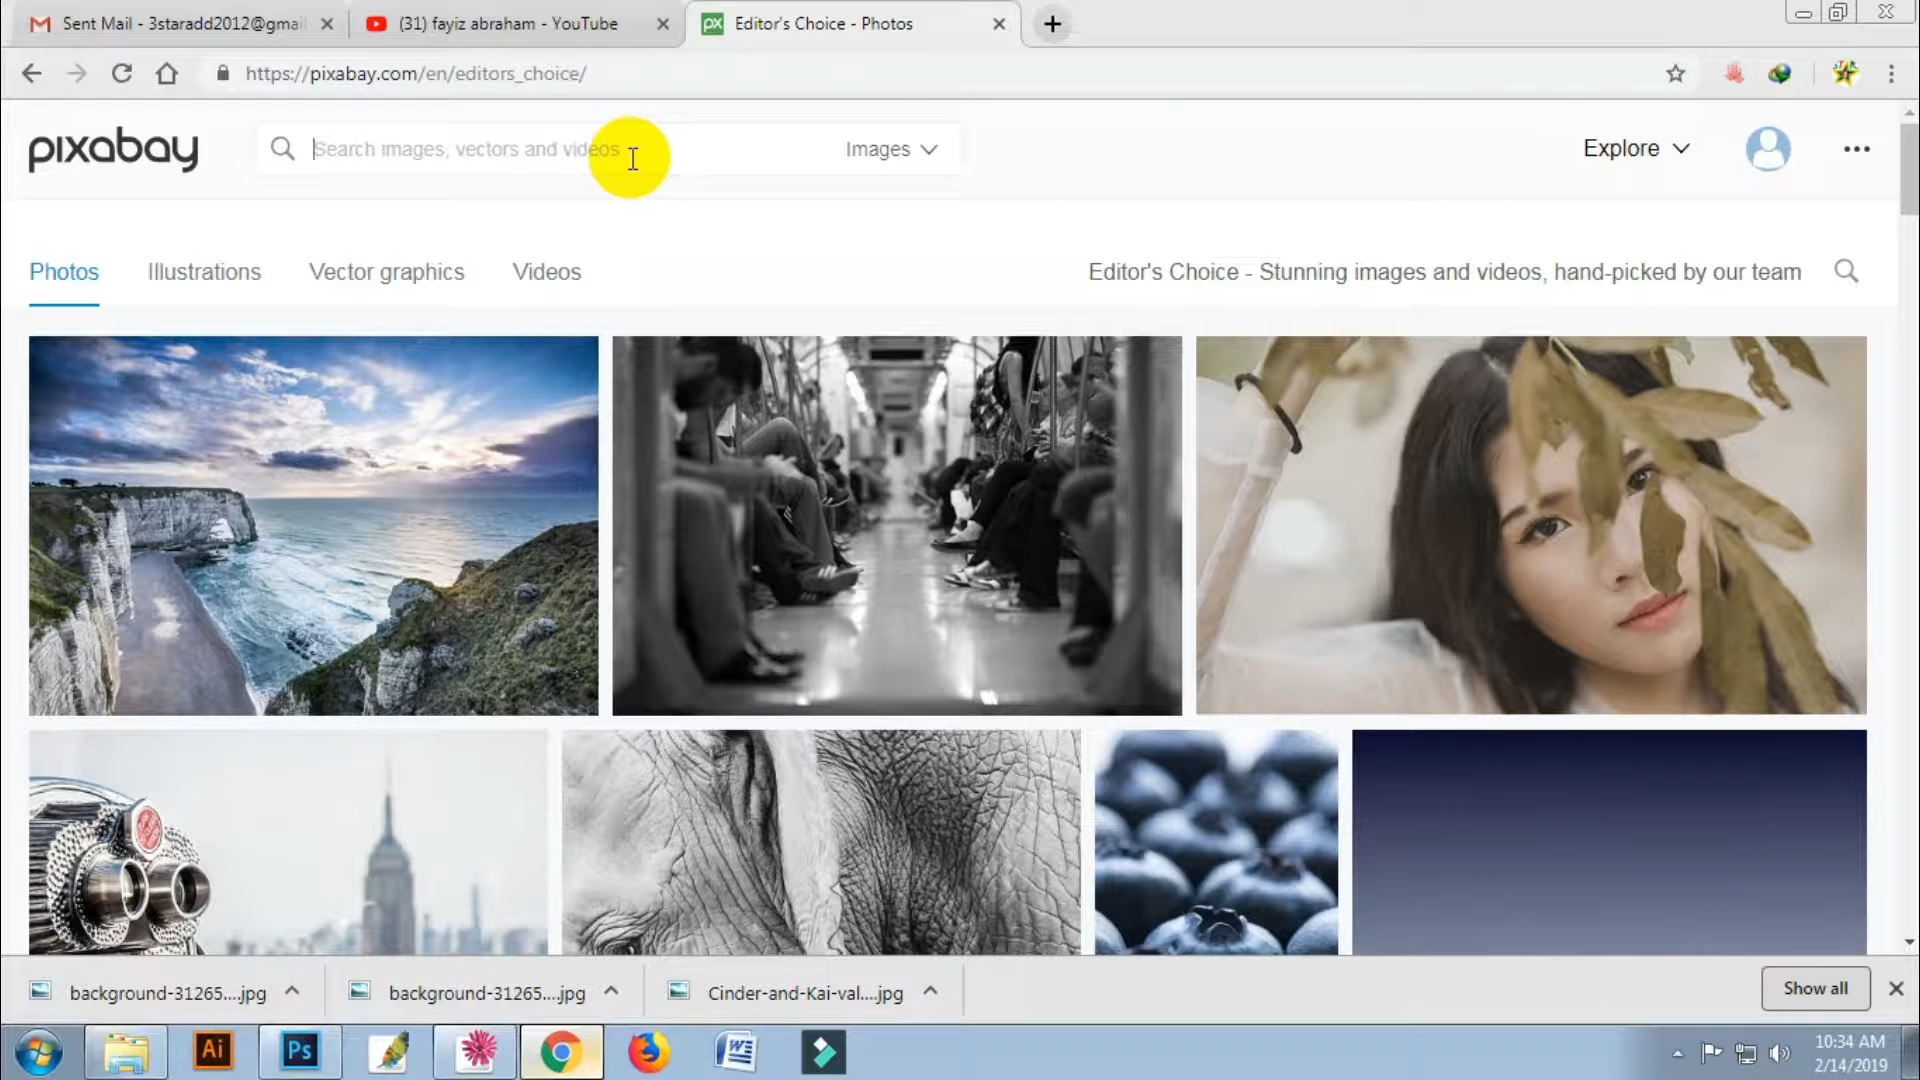 Sent Mail - 3staradd2012@gmai
(31) fayiz abraham - YouTube
px
Editor's Choice - Photos
https://pixabay.com/en/editors_choice/
pixabay
Search images, vectors and videos
Images
Explore
Photos
Illustrations
Vector graphics
Videos
Editor's Choice - Stunning images and videos, hand-picked by our team
background-31265....jpg
background-31265....jpg
Cinder-and-Kai-val....jpg
Show all
Ai
Ps
10:34 AM
2/14/2019